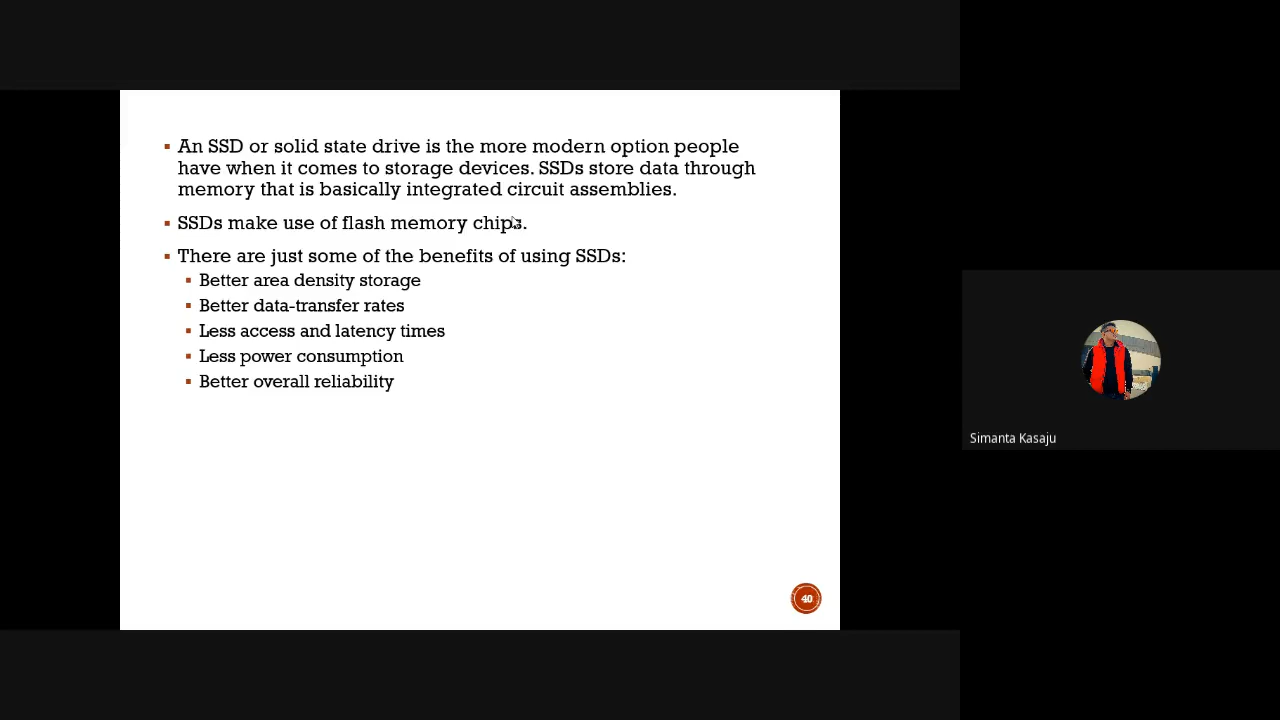 An SSD or solid state drive is the more modern option people
have when it comes to storage devices. SSDs store data through
memory that is basically integrated circuit assemblies.
SSDs make use of flash memory chips.
There are just some of the benefits of using SSDs:
Better area density storage
Better data-transfer rates
Less access and latency times
Less power consumption
Better overall reliability
40
Simanta Kasaju